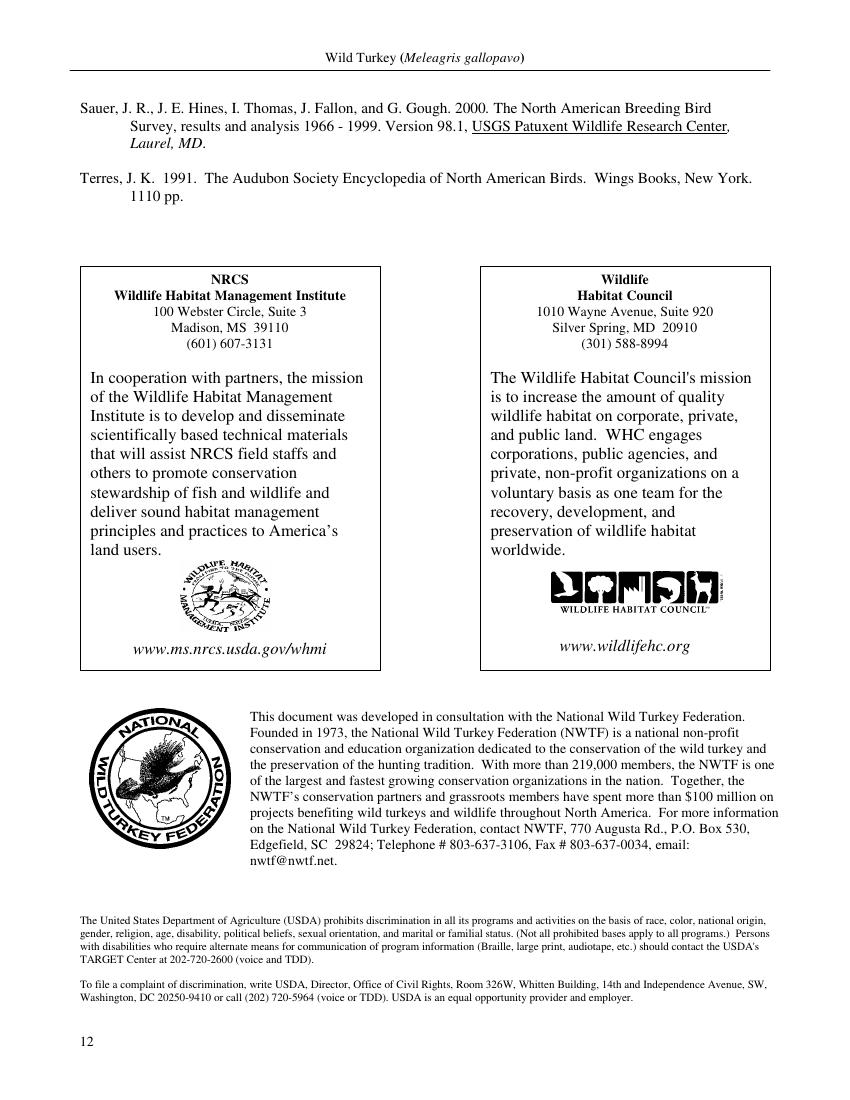 Wild Turkey (Meleagris gallopavo)
Sauer, J. R., J. E. Hines, I. Thomas, J. Fallon, and G. Gough. 2000. The North American Breeding Bird
Survey, results and analysis 1966 - 1999. Version 98.1, USGS Patuxent Wildlife Research Center,
Laurel, MD.
Terres, J. K.  1991.  The Audubon Society Encyclopedia of North American Birds.  Wings Books, New York.
1110 pp.
NRCS
Wildlife Habitat Management Institute
100 Webster Circle, Suite 3
Madison, MS  39110
(601) 607-3131
In cooperation with partners, the mission
of the Wildlife Habitat Management
Institute is to develop and disseminate
scientifically based technical materials
that will assist NRCS field staffs and
others to promote conservation
stewardship of fish and wildlife and
deliver sound habitat management
principles and practices to America's
land users.
WILDLIFE HABITAT
MANAGEMENT INSTITUTE
www.ms.nrcs.usda.gov/whmi
Wildlife
Habitat Council
1010 Wayne Avenue, Suite 920
Silver Spring, MD  20910
(301) 588-8994
The Wildlife Habitat Council's mission
is to increase the amount of quality
wildlife habitat on corporate, private,
and public land.  WHC engages
corporations, public agencies, and
private, non-profit organizations on a
voluntary basis as one team for the
recovery, development, and
preservation of wildlife habitat
worldwide.
WILDLIFE HABITAT COUNCIL
www.wildlifehc.org
NATIONAL
WILD TURKEY FEDERATION
TM
This document was developed in consultation with the National Wild Turkey Federation.
Founded in 1973, the National Wild Turkey Federation (NWTF) is a national non-profit
conservation and education organization dedicated to the conservation of the wild turkey and
the preservation of the hunting tradition.  With more than 219,000 members, the NWTF is one
of the largest and fastest growing conservation organizations in the nation.  Together, the
NWTF's conservation partners and grassroots members have spent more than $100 million on
projects benefiting wild turkeys and wildlife throughout North America.  For more information
on the National Wild Turkey Federation, contact NWTF, 770 Augusta Rd., P.O. Box 530,
Edgefield, SC  29824; Telephone # 803-637-3106, Fax # 803-637-0034, email:
nwtf@nwtf.net.
The United States Department of Agriculture (USDA) prohibits discrimination in all its programs and activities on the basis of race, color, national origin,
gender, religion, age, disability, political beliefs, sexual orientation, and marital or familial status. (Not all prohibited bases apply to all programs.)  Persons
with disabilities who require alternate means for communication of program information (Braille, large print, audiotape, etc.) should contact the USDA's
TARGET Center at 202-720-2600 (voice and TDD).
To file a complaint of discrimination, write USDA, Director, Office of Civil Rights, Room 326W, Whitten Building, 14th and Independence Avenue, SW,
Washington, DC 20250-9410 or call (202) 720-5964 (voice or TDD). USDA is an equal opportunity provider and employer.
12